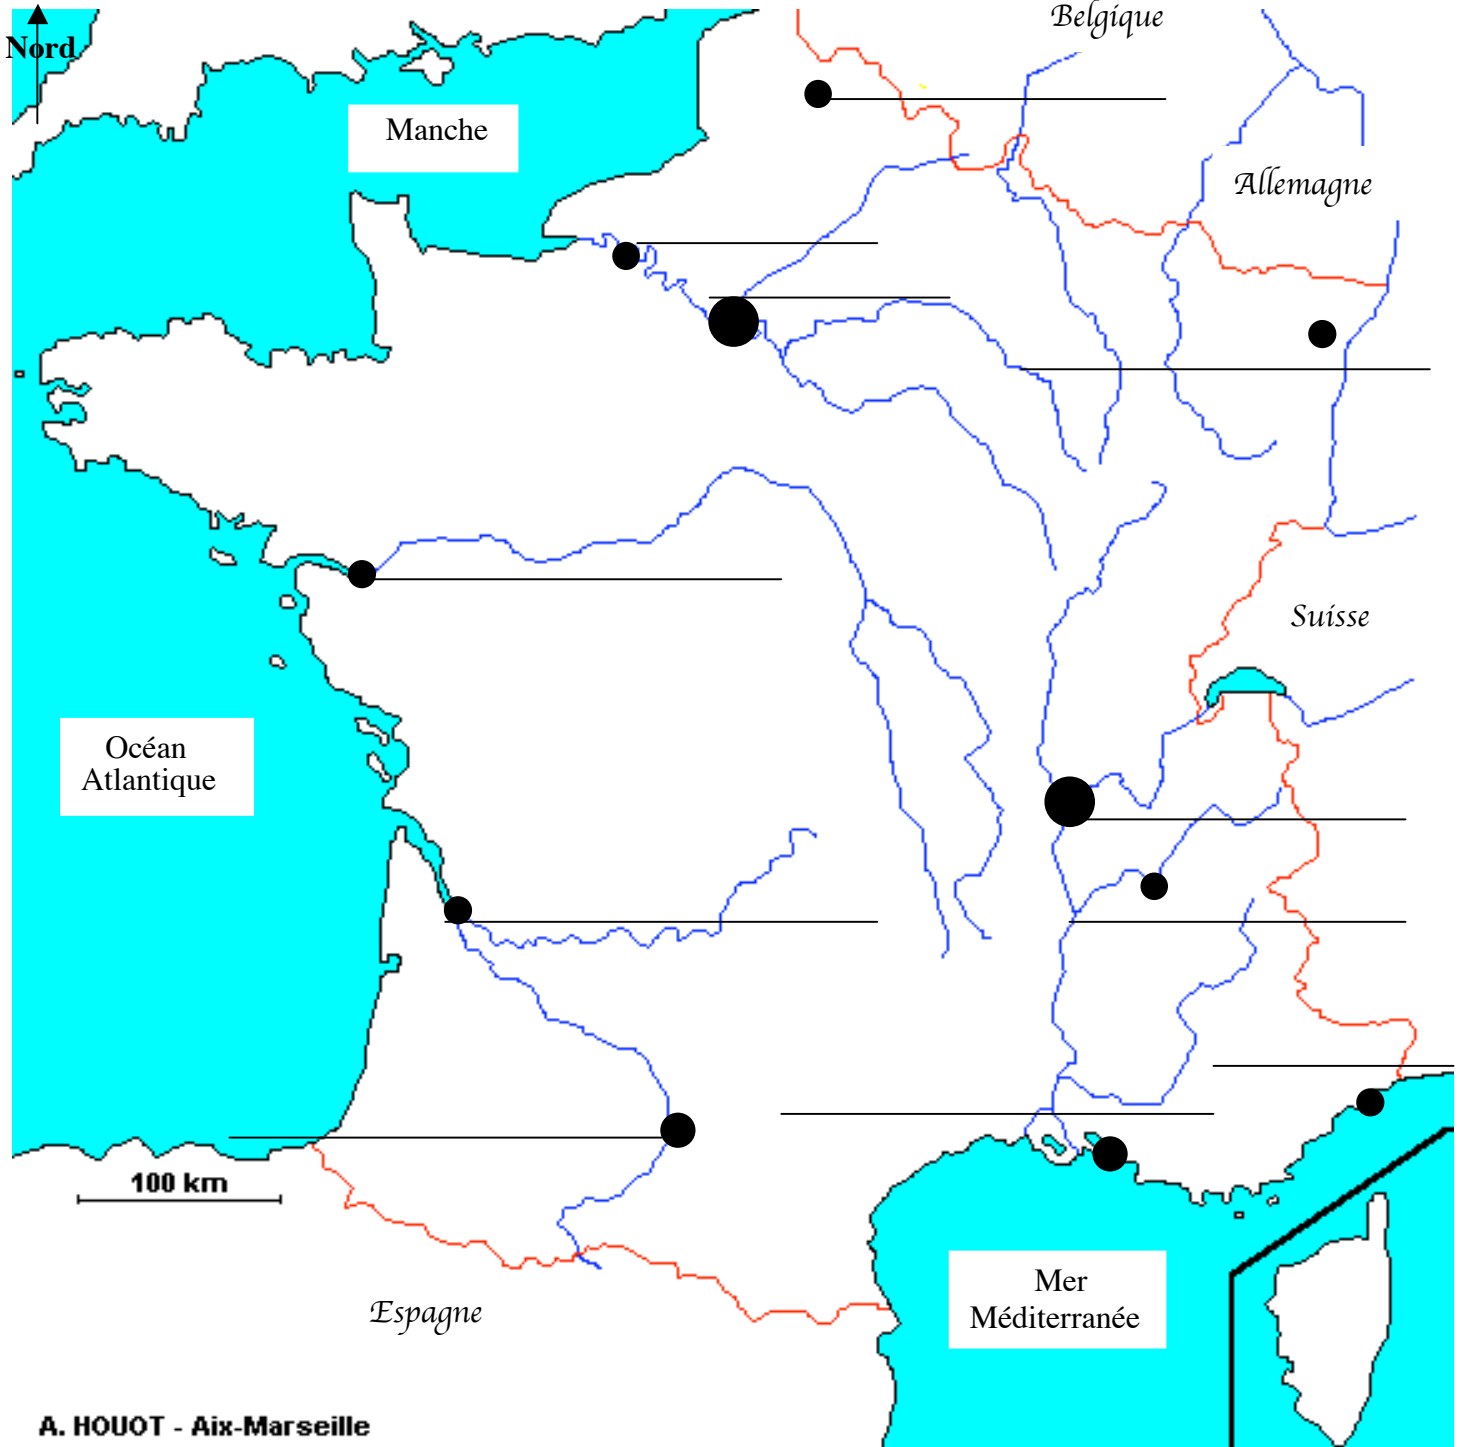 Belgique
Nord
Manche
Allemagne
Suisse
Océan
Atlantique
100 km
Mer
Méditerranée
Espagne
A. HOUOT - Aix-Marseille